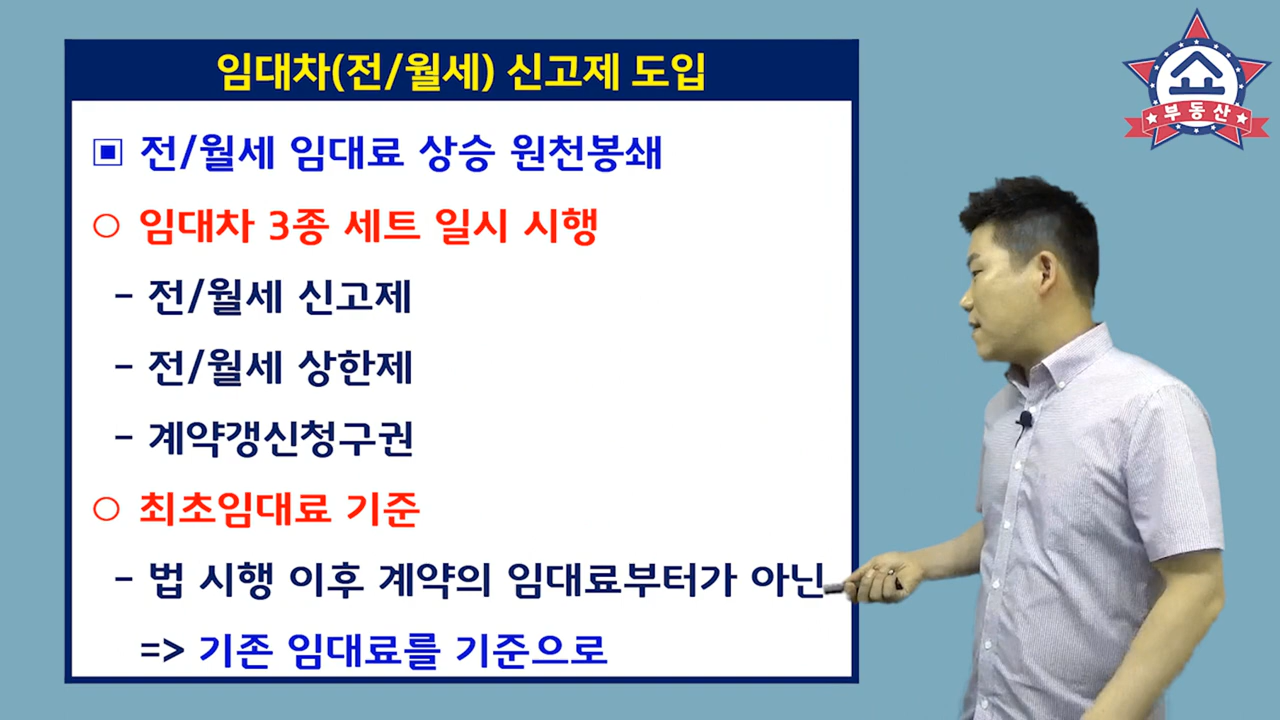 임대차(전/월세) 신고제 도입
▣ 전/월세 임대료 상승 원천봉쇄
○ 임대차 3종 세트 일시 시행
- 전/월세 신고제
- 전/월세 상한제
- 계약갱신청구권
○ 최초임대료 기준
- 법 시행 이후 계약의 임대료부터가 아닌
=> 기존 임대료를 기준으로
부동산